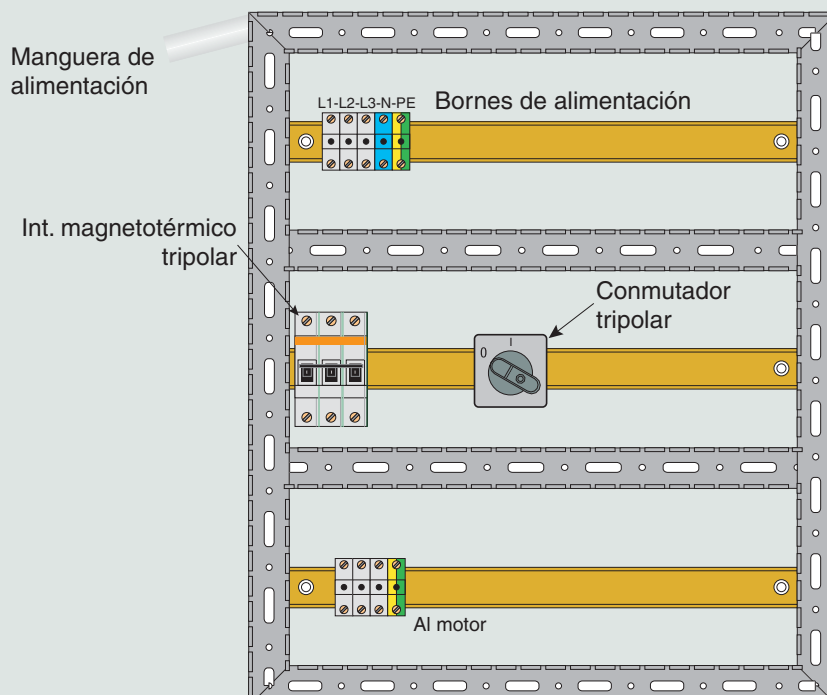 Manguera de
alimentación
L1-L2-L3-N-PE
Bornes de alimentación
Int. magnetotérmico
tripolar
Conmutador
tripolar
0
I
Al motor